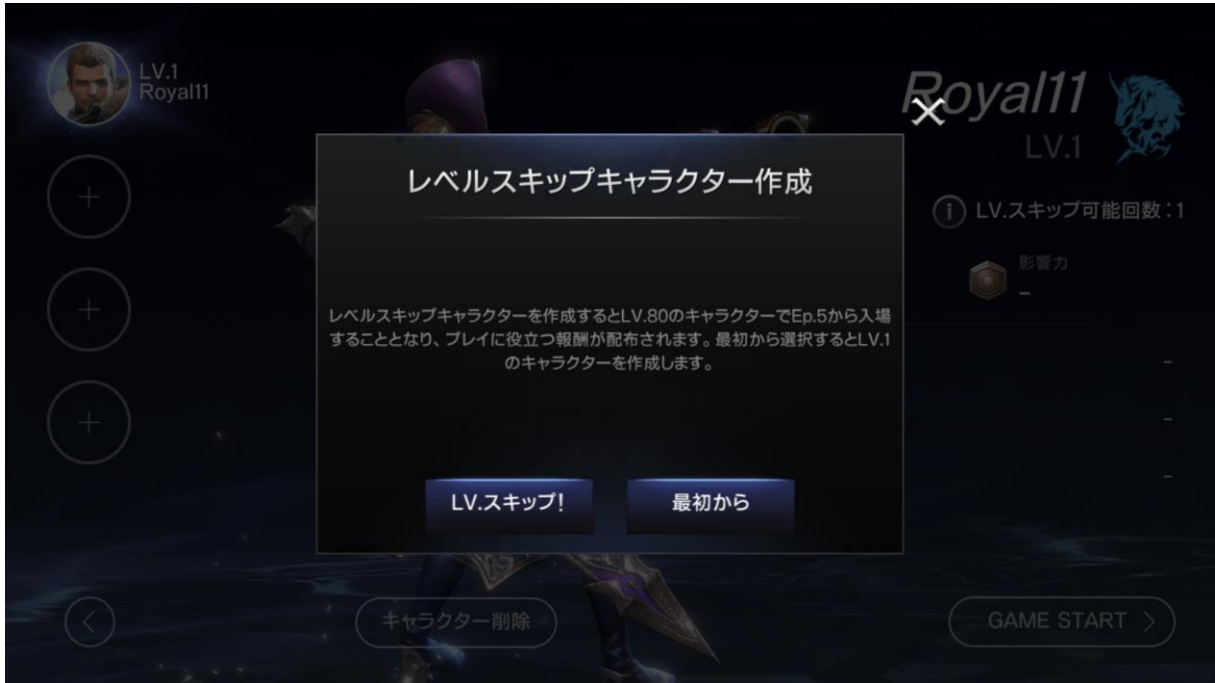 LV.1
Royal11
Royal11
LV.1
LV.スキップ可能回数:1
影響力
-
-
-
-
レベルスキップキャラクター作成
レベルスキップキャラクターを作成するとLV.80のキャラクターでEp.5から入場
することとなり、プレイに役立つ報酬が配布されます。最初から選択するとLV.1
のキャラクターを作成します。
LV.スキップ!
最初から
キャラクター削除
GAME START